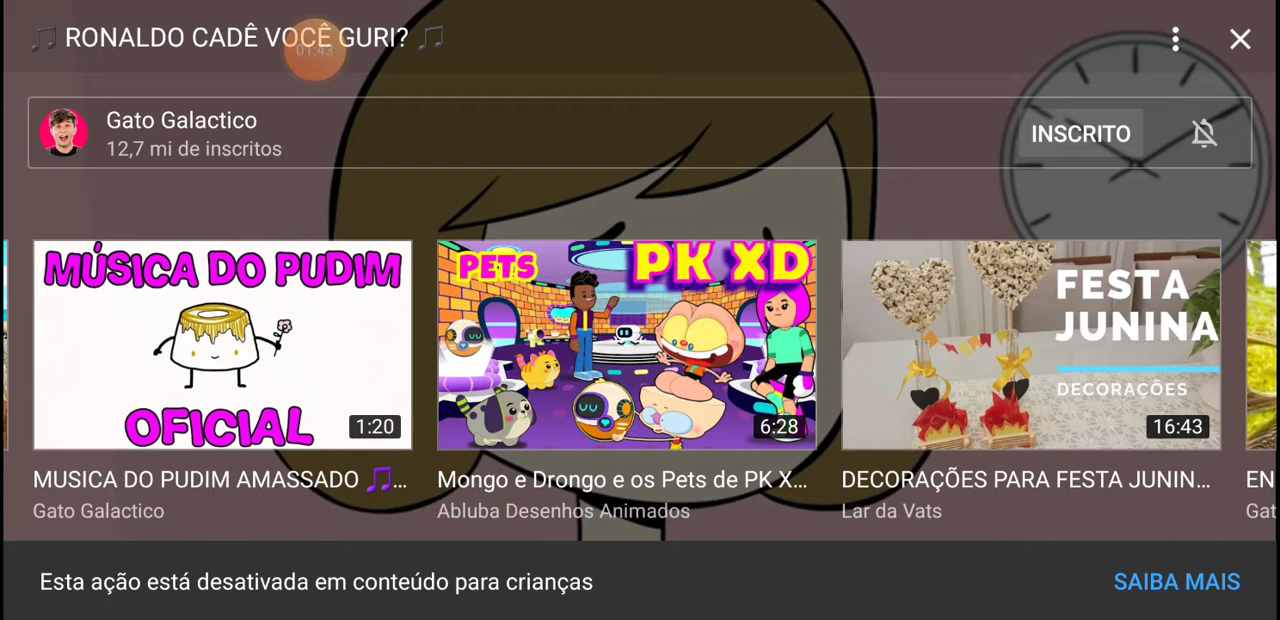 🎵 RONALDO CADÊ VOCÊ GURI? 🎵
01:43
Gato Galactico
12,7 mi de inscritos
INSCRITO
MÚSICA DO PUDIM
OFICIAL
1:20
PETS
PK XD
6:28
FESTA
JUNINA
DECORAÇÕES
16:43
MUSICA DO PUDIM AMASSADO 🎵...
Gato Galactico
Mongo e Drongo e os Pets de PK X...
Abluba Desenhos Animados
DECORAÇÕES PARA FESTA JUNIN...
Lar da Vats
EN
Gat
Esta ação está desativada em conteúdo para crianças
SAIBA MAIS